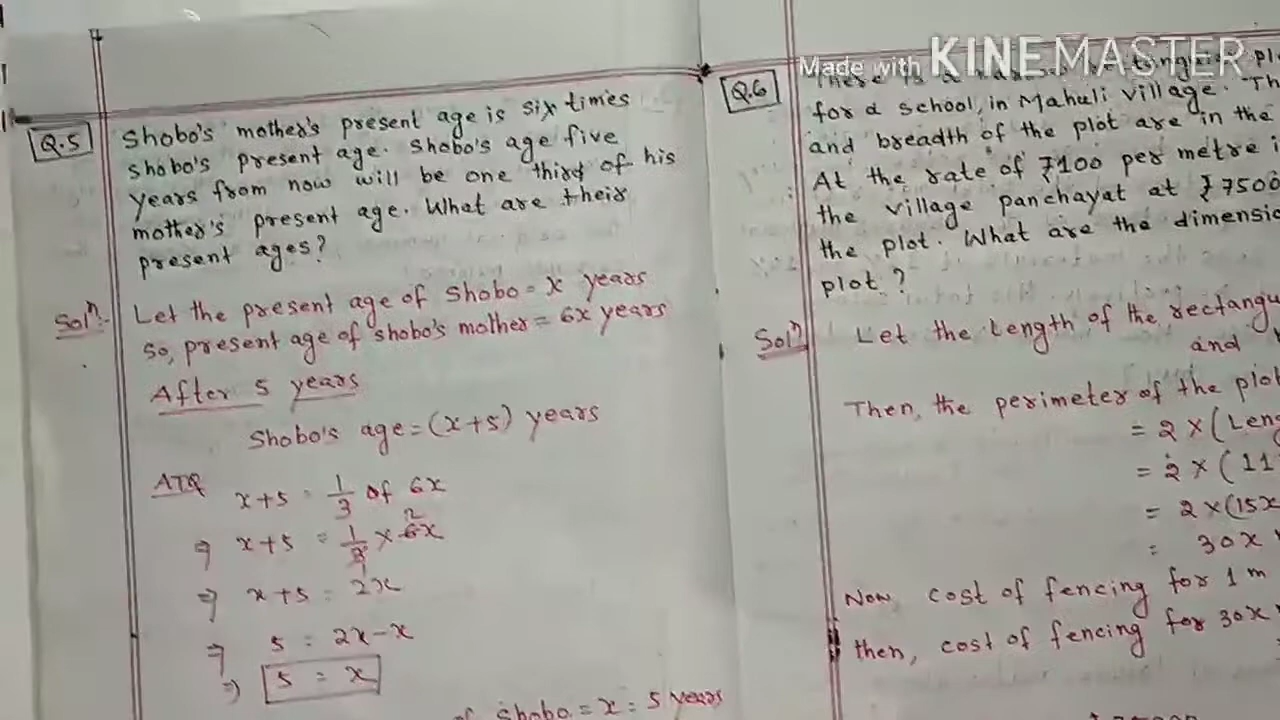 Made with KINEMASTER
Q.5
Shobo's mother's present age is six times
shobo's present age. Shobo's age five
years from now will be one third of his
mother's present age. What are their
present ages?
Solⁿ:-
Let the present age of Shobo = x years
So, present age of shobo's mother = 6x years
After 5 years
Shobo's age = (x+5) years
ATQ
x+5 = 1/3 of 6x
⇒ x+5 = 1/3 × 6x 2 1
⇒ x+5 = 2x
⇒ 5 = 2x-x
⇒ 5 = x
of Shobo = x = 5 years
Q.6
There is a
for a school, in Mahuli village. Th
and breadth of the plot are in the
At the rate of ₹100 per metre i
the village panchayat at ₹7500
the plot. What are the dimensio
plot?
Solⁿ
Let the length of the rectangu
and
Then, the perimeter of the plot
= 2 × (Leng
= 2 × (11
= 2 × (15x
= 30x
Now, cost of fencing for 1 m
then, cost of fencing for 30x